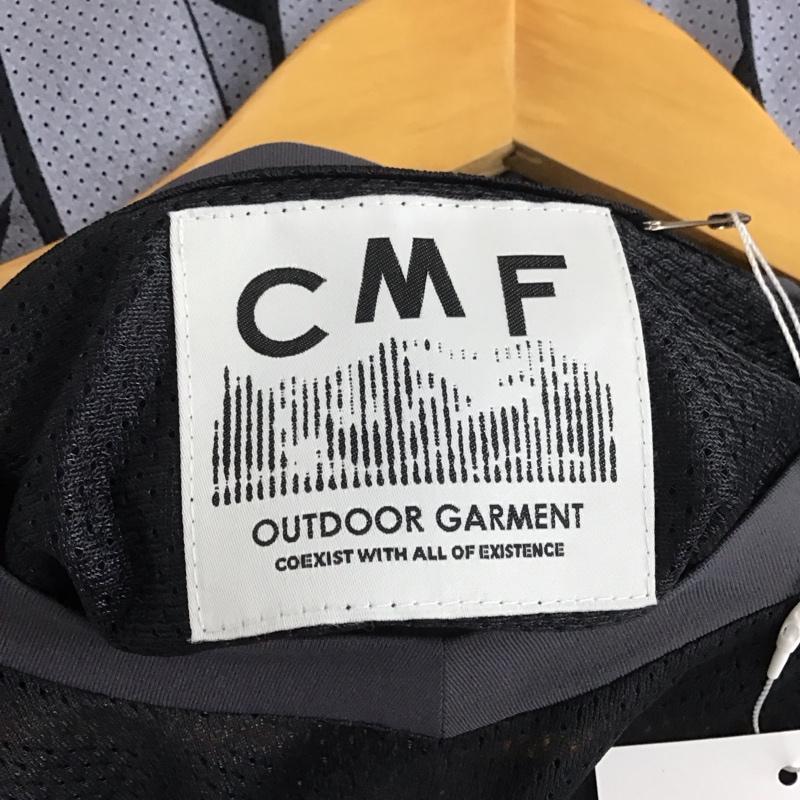 CMF
OUTDOOR GARMENT
COEXIST WITH ALL OF EXISTENCE